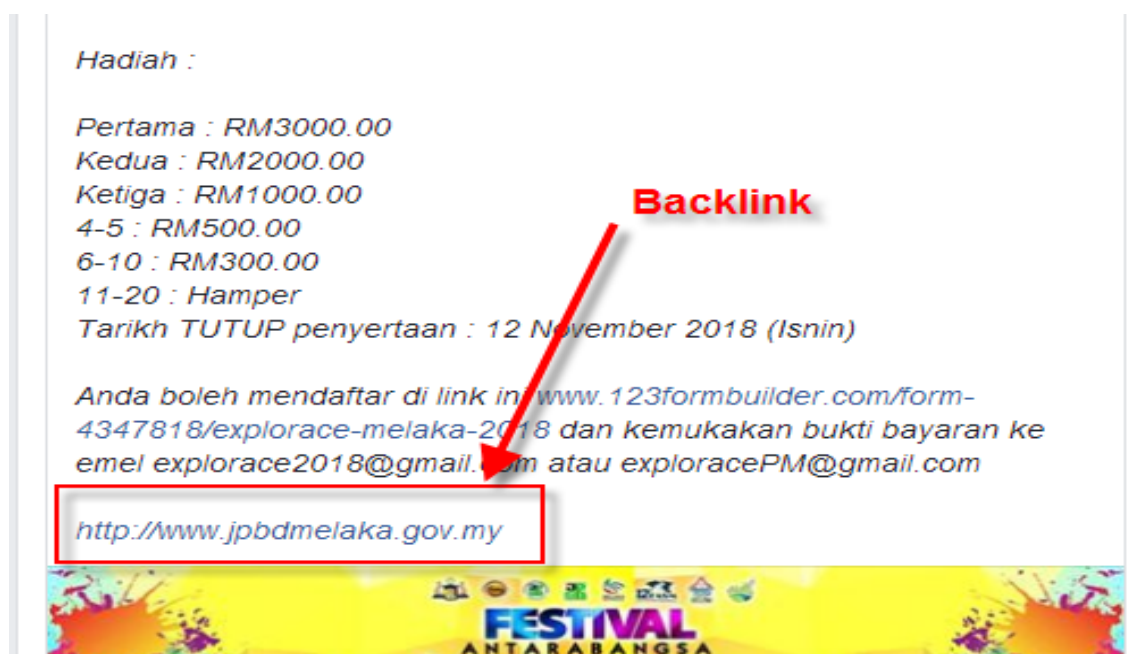 Hadiah :
Pertama : RM3000.00
Kedua : RM2000.00
Ketiga : RM1000.00
Backlink
4-5 : RM500.00
6-10 : RM300.00
11-20 : Hamper
Tarikh TUTUP penyertaan : 12 November 2018 (Isnin)
Anda boleh mendaftar di link ini www.123formbuilder.com/form-
4347818/explorace-melaka-2018 dan kemukakan bukti bayaran ke
emel explorace2018@gmail.com atau exploracePM@gmail.com
http://www.jpbdmelaka.gov.my
FESTIVAL
ANTARABANGSA